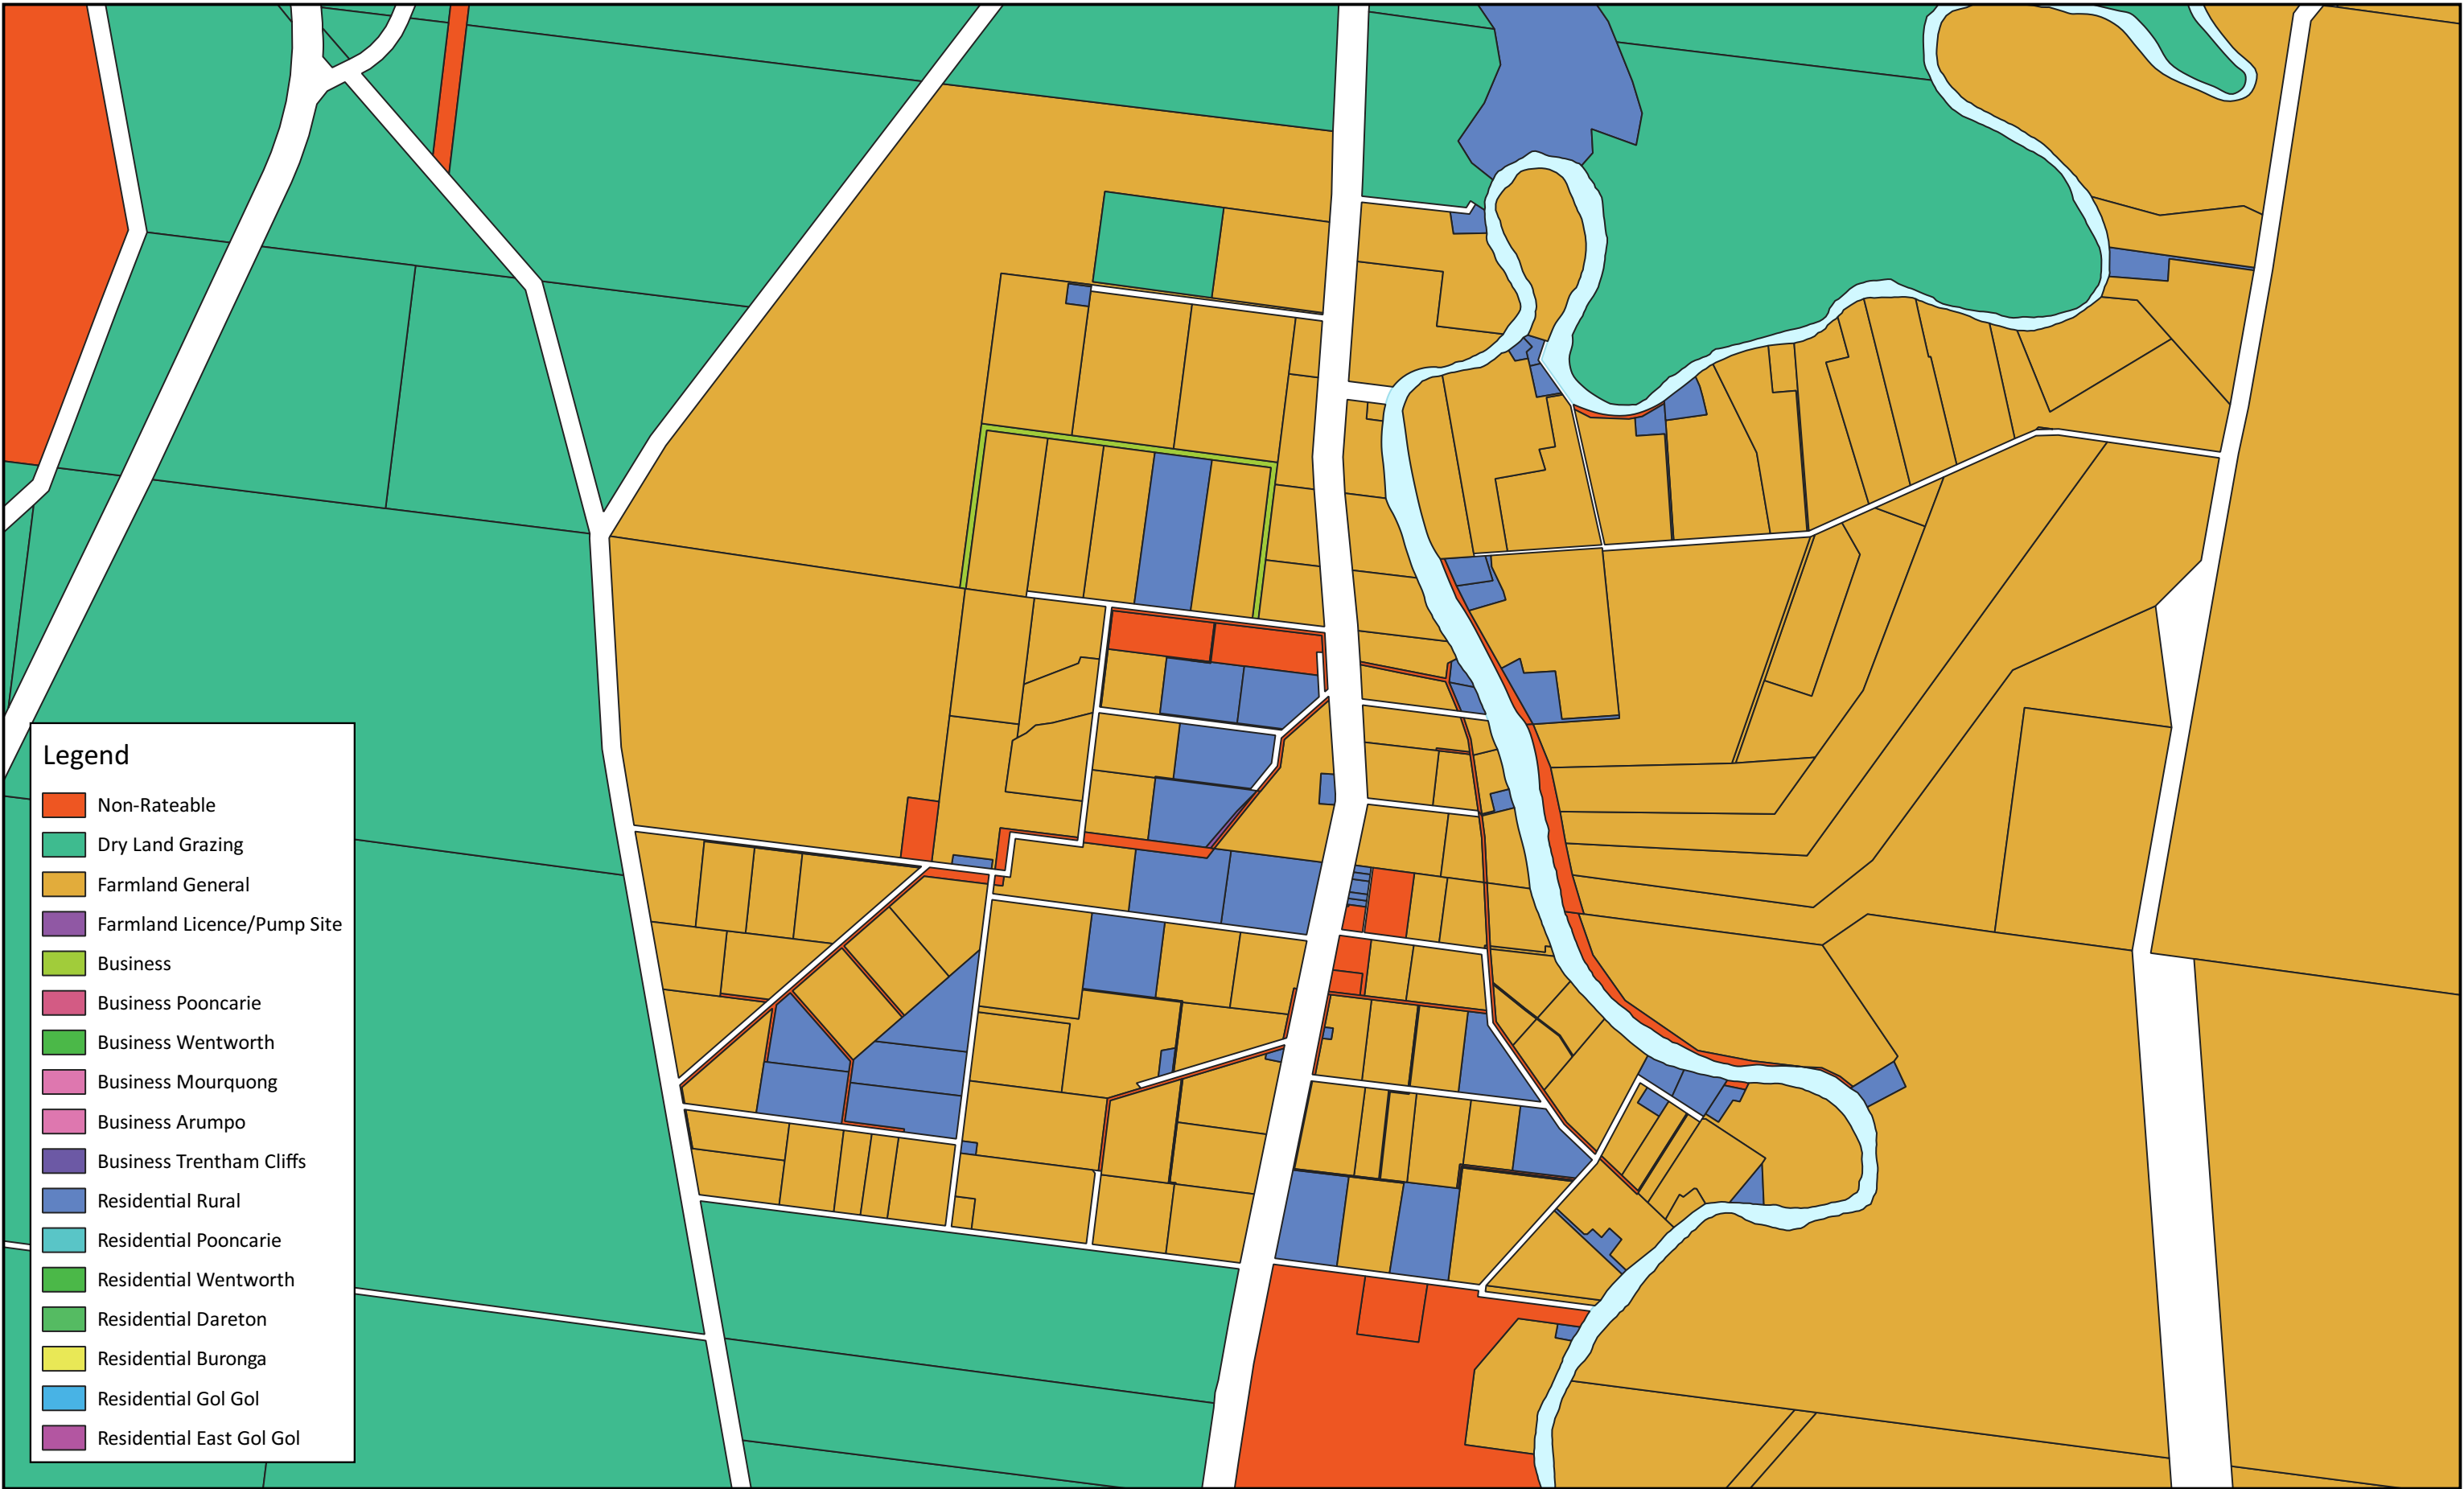 Legend
Non-Rateable
Dry Land Grazing
Farmland General
Farmland Licence/Pump Site
Business
Business Pooncarie
Business Wentworth
Business Mourquong
Business Arumpo
Business Trentham Cliffs
Residential Rural
Residential Pooncarie
Residential Wentworth
Residential Dareton
Residential Buronga
Residential Gol Gol
Residential East Gol Gol